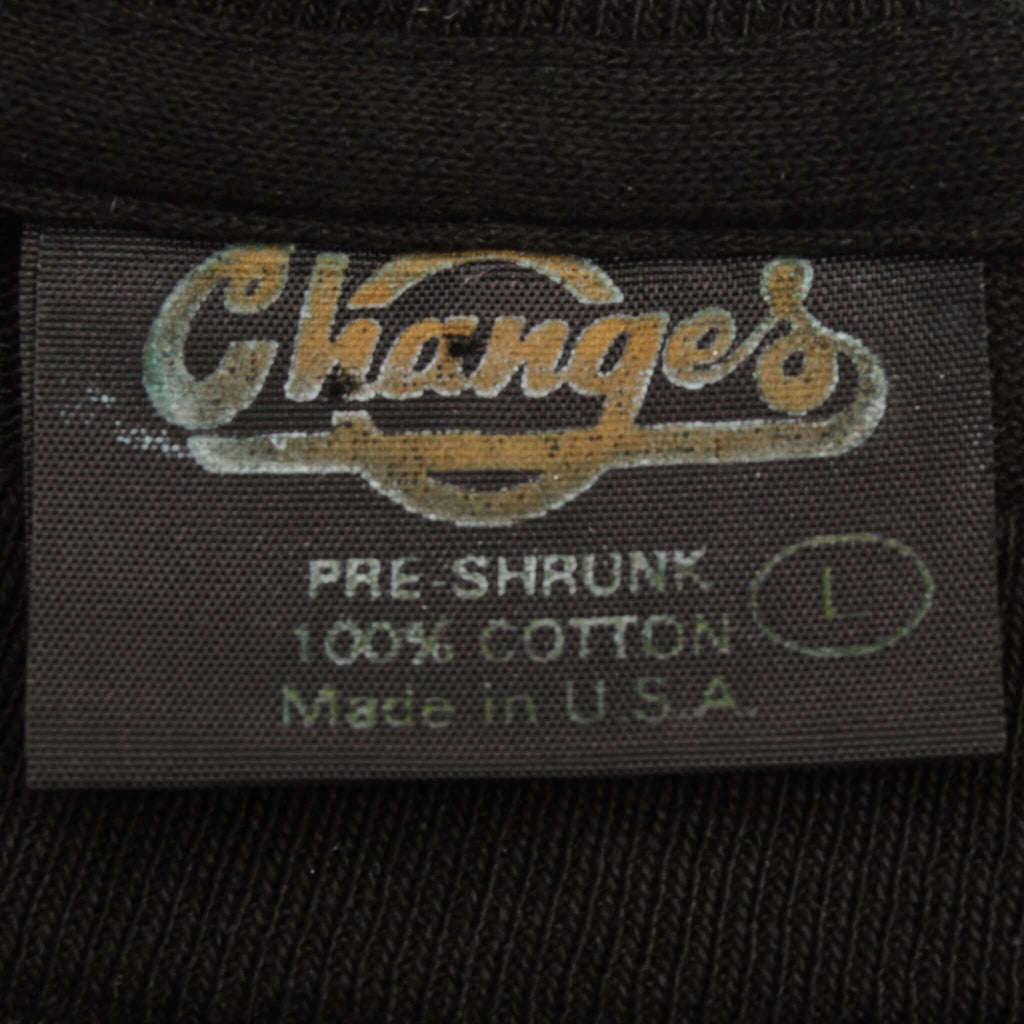 Changes
PRE-SHRUNK
100% COTTON
L
Made in U.S.A.